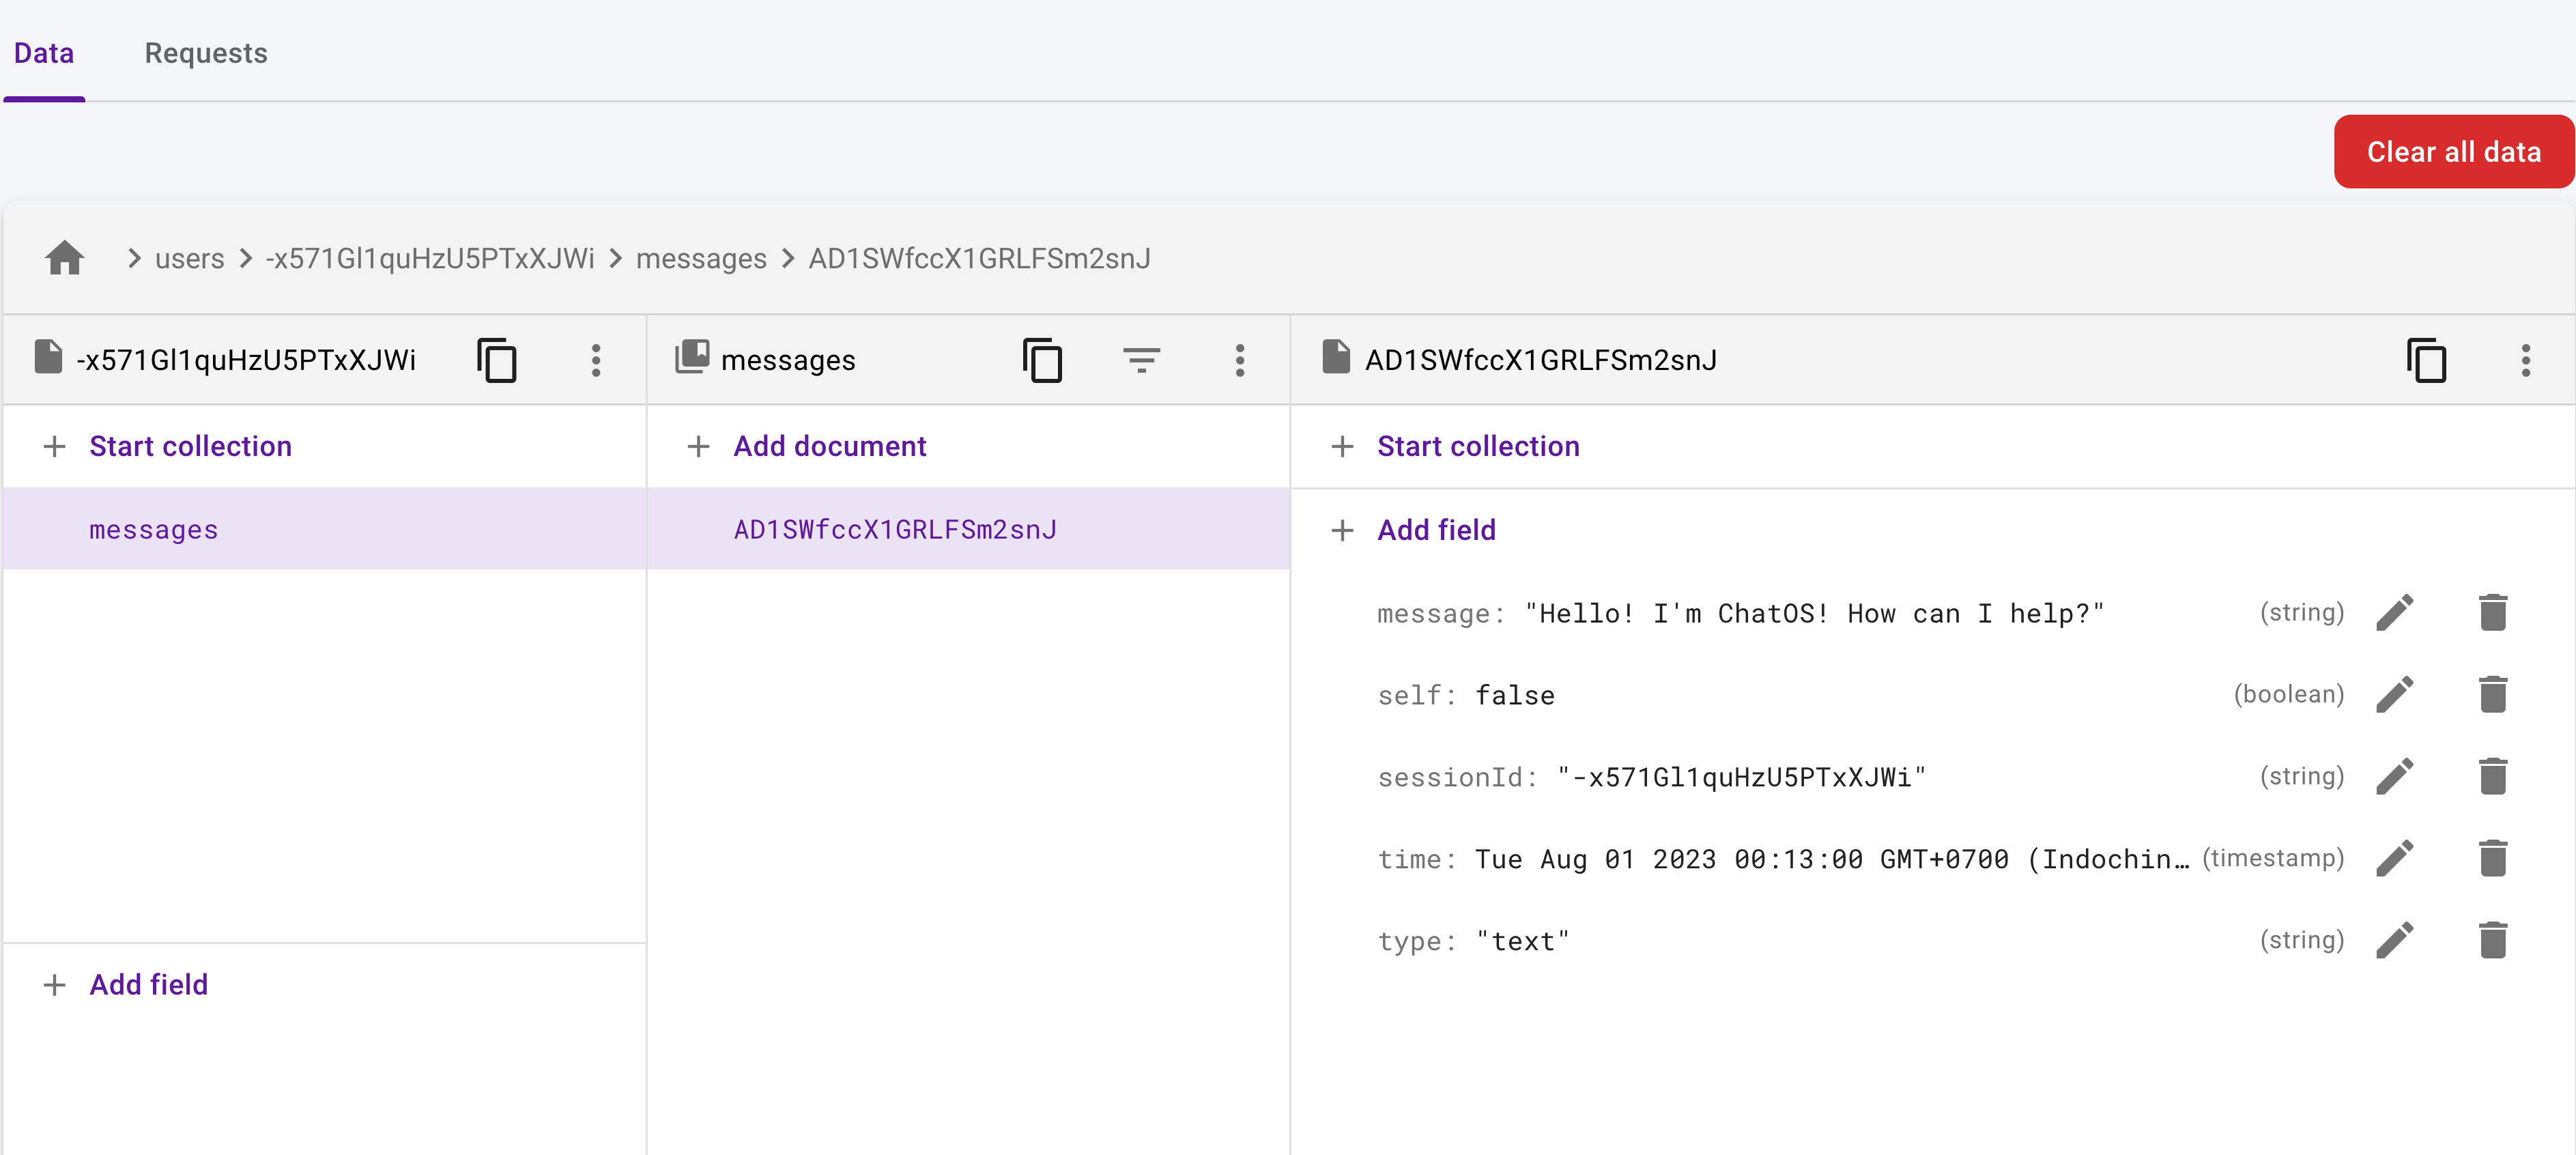 Data Requests
Clear all data
users -x571Gl1quHzU5PTxXJWi messages AD1SWfccX1GRLFSm2snJ
-x571Gl1quHzU5PTxXJWi
messages
AD1SWfccX1GRLFSm2snJ
+ Start collection
+ Add document
+ Start collection
messages
AD1SWfccX1GRLFSm2snJ
+ Add field
message: "Hello! I'm ChatOS! How can I help?" (string)
self: false (boolean)
sessionId: "-x571Gl1quHzU5PTxXJWi" (string)
time: Tue Aug 01 2023 00:13:00 GMT+0700 (Indochin… (timestamp)
type: "text" (string)
+ Add field